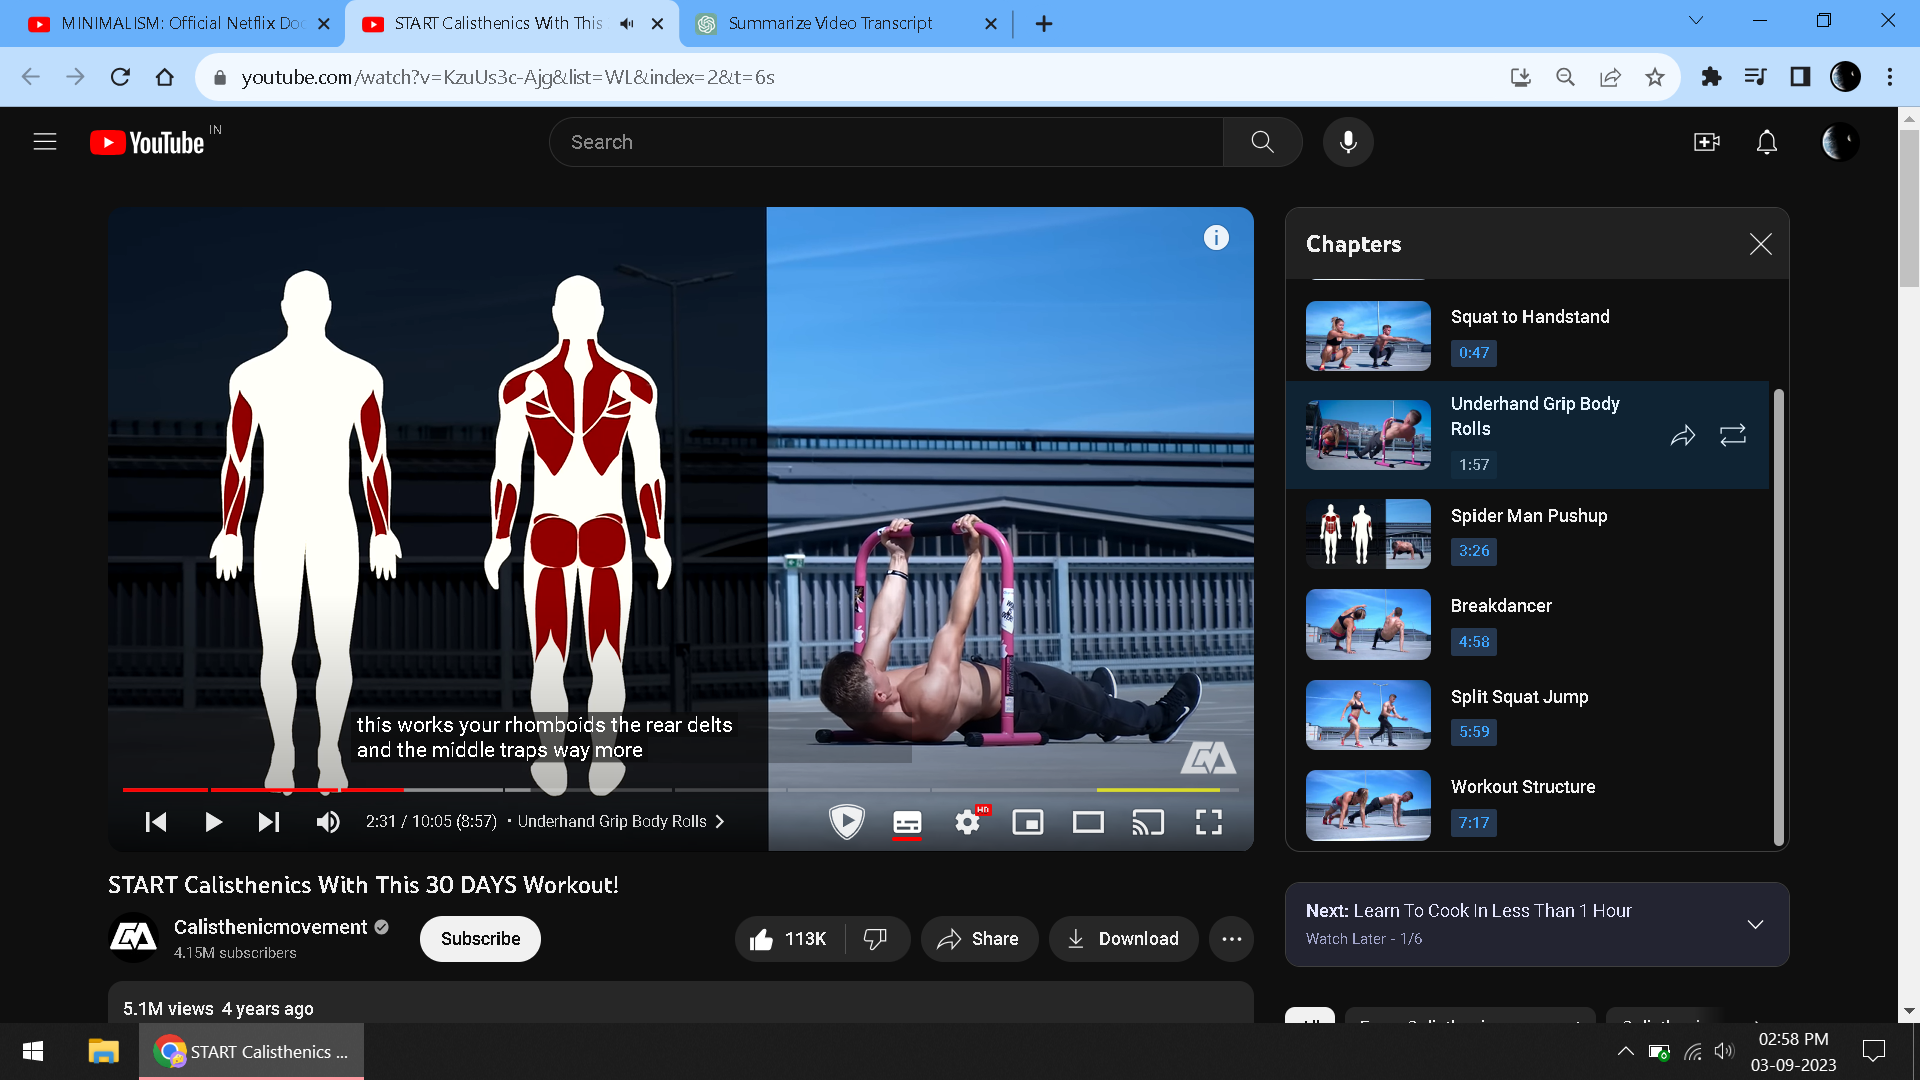 MINIMALISM: Official Netflix Doc
START Calisthenics With This
Summarize Video Transcript
youtube.com/watch?v=KzuUs3c-Ajg&list=WL&index=2&t=6s
YouTube IN
Search
Chapters
Squat to Handstand
0:47
Underhand Grip Body
Rolls
1:57
Spider Man Pushup
3:26
Breakdancer
4:58
Split Squat Jump
5:59
Workout Structure
7:17
this works your rhomboids the rear delts
and the middle traps way more
2:31 / 10:05 (8:57) • Underhand Grip Body Rolls
HD
START Calisthenics With This 30 DAYS Workout!
Calisthenicmovement
4.15M subscribers
Subscribe
113K
Share
Download
Next: Learn To Cook In Less Than 1 Hour
Watch Later - 1/6
5.1M views 4 years ago
START Calisthenics ...
02:58 PM
03-09-2023